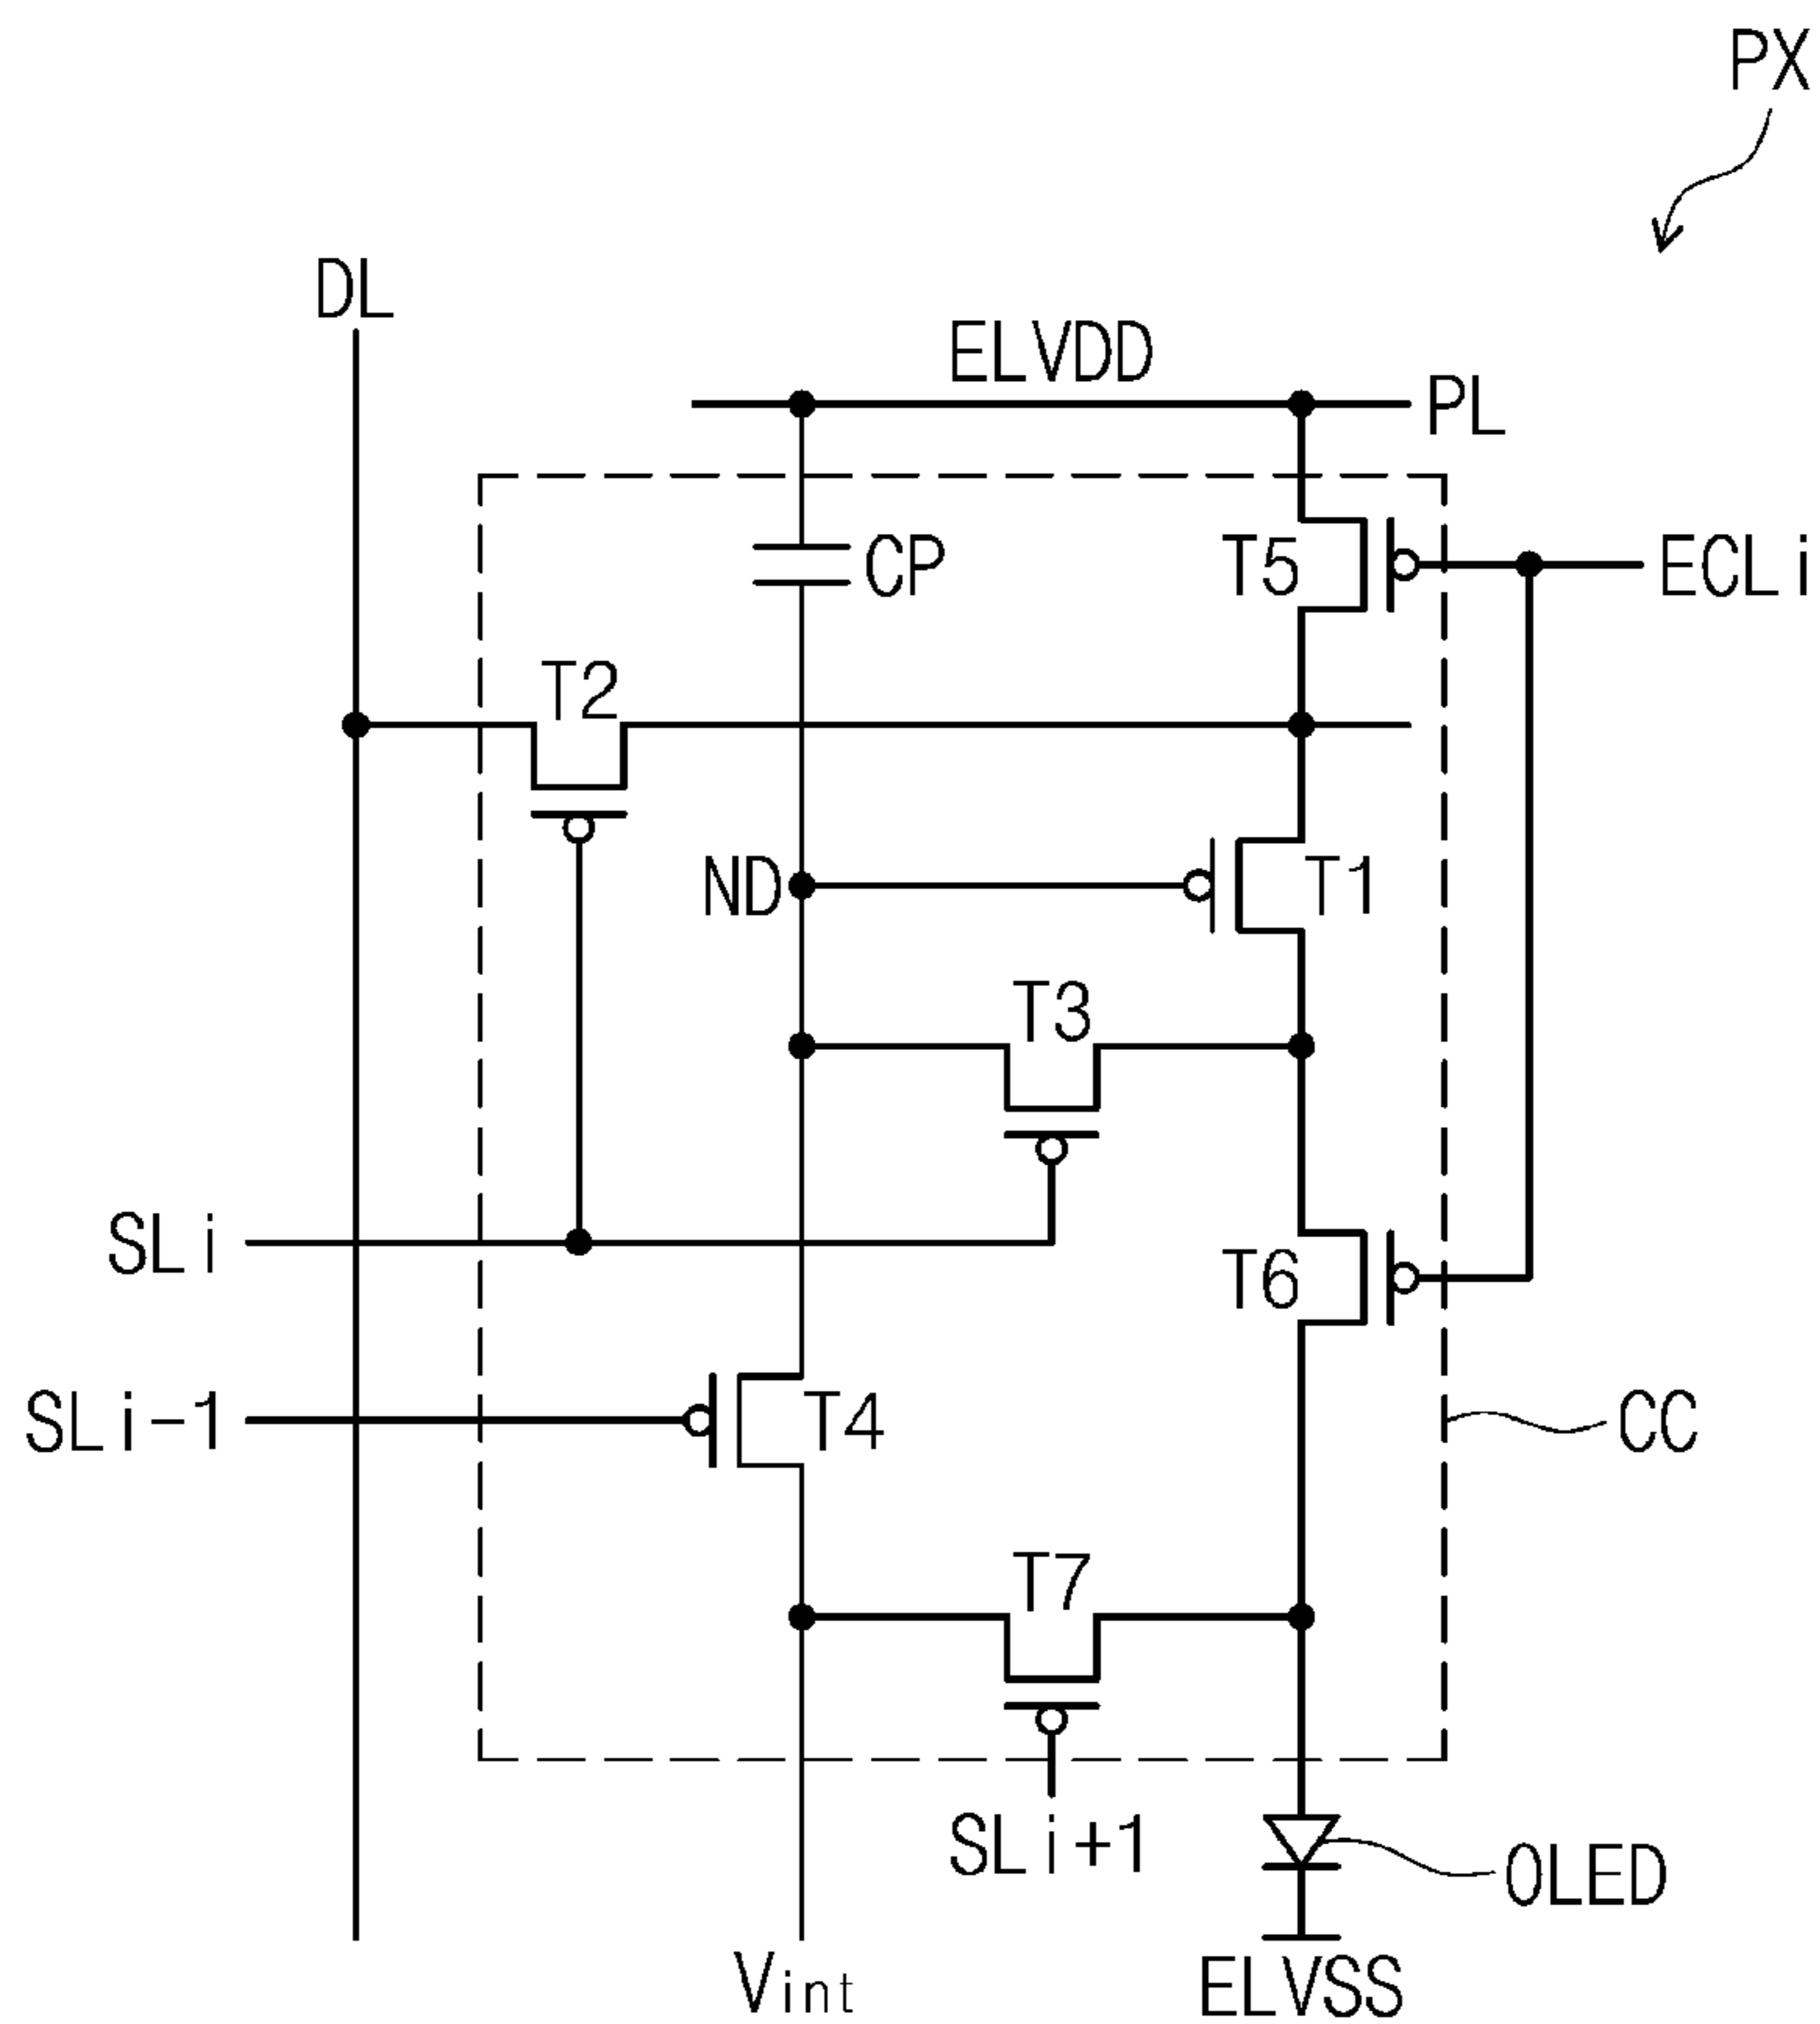 PX
DL
ELVDD
PL
CP
T5
ECLi
T2
ND
T1
T3
SLi
T6
SLi-1
T4
CC
T7
SLi+1
OLED
Vint
ELVSS